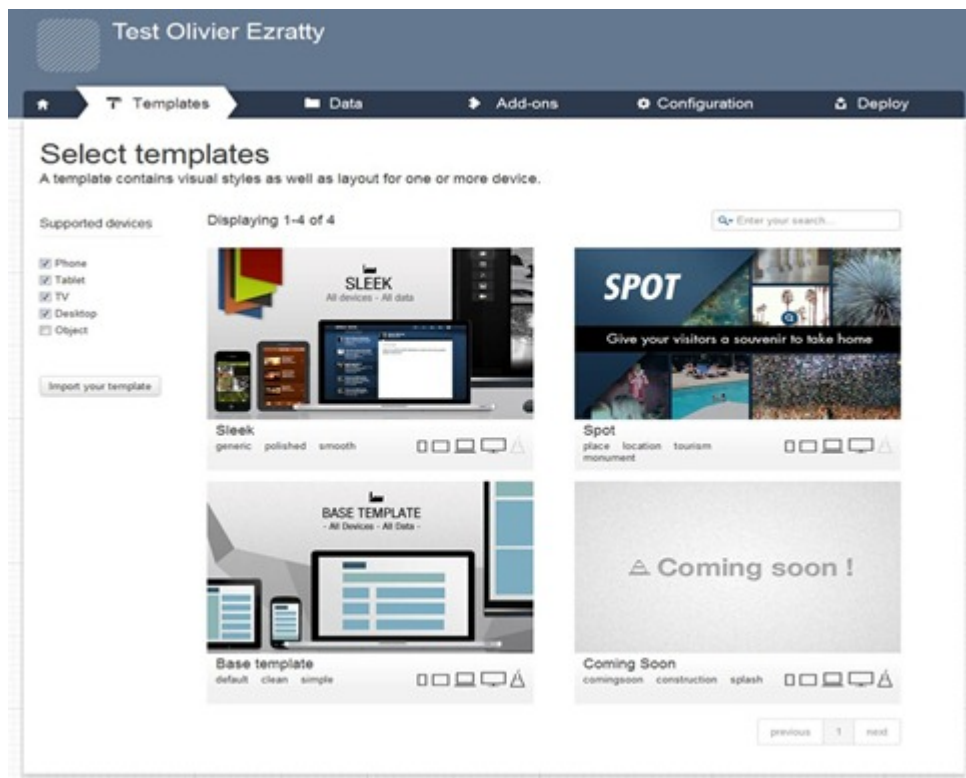 Test Olivier Ezratty
Templates
Data
Add-ons
Configuration
Deploy
Select templates
A template contains visual styles as well as layout for one or more device.
Supported devices
Displaying 1-4 of 4
Enter your search...
Phone
Tablet
TV
Desktop
Object
Import your template
SLEEK
All devices - All data
Sleek
generic polished smooth
SPOT
Give your visitors a souvenir to take home
Spot
place location tourism
monument
BASE TEMPLATE
- All Devices - All Data -
Base template
default clean simple
Coming soon !
Coming Soon
comingsoon construction splash
previous 1 next